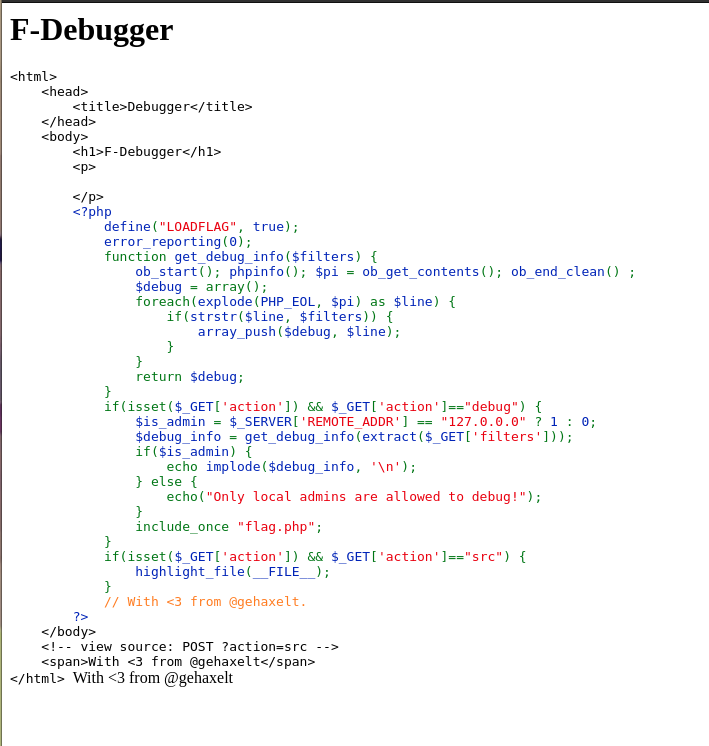 F-Debugger
<html>
    <head>
        <title>Debugger</title>
    </head>
    <body>
        <h1>F-Debugger</h1>
        <p>

        </p>
        <?php
            define("LOADFLAG", true);
            error_reporting(0);
            function get_debug_info($filters) {
                ob_start(); phpinfo(); $pi = ob_get_contents(); ob_end_clean() ;
                $debug = array();
                foreach(explode(PHP_EOL, $pi) as $line) {
                    if(strstr($line, $filters)) {
                        array_push($debug, $line);
                    }
                }
                return $debug;
            }
            if(isset($_GET['action']) && $_GET['action']=="debug") {
                $is_admin = $_SERVER['REMOTE_ADDR'] == "127.0.0.0" ? 1 : 0;
                $debug_info = get_debug_info(extract($_GET['filters']));
                if($is_admin) {
                    echo implode($debug_info, '\n');
                } else {
                    echo("Only local admins are allowed to debug!");
                }
                include_once "flag.php";
            }
            if(isset($_GET['action']) && $_GET['action']=="src") {
                highlight_file(__FILE__);
            }
            // With <3 from @gehaxelt.
        ?>
    </body>
    <!-- view source: POST ?action=src -->
    <span>With <3 from @gehaxelt</span>
</html> With <3 from @gehaxelt